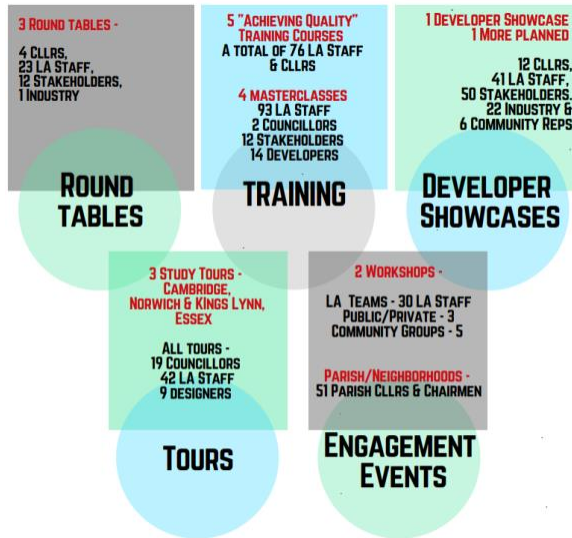 3 ROUND TABLES -
4 CLLRS,
23 LA STAFF,
12 STAKEHOLDERS,
1 INDUSTRY
ROUND
TABLES
5 "ACHIEVING QUALITY"
TRAINING COURSES
A TOTAL OF 76 LA STAFF
& CLLRS
4 MASTERCLASSES
93 LA STAFF
2 COUNCILLORS
12 STAKEHOLDERS
14 DEVELOPERS
TRAINING
1 DEVELOPER SHOWCASE
1 MORE PLANNED
12 CLLRS,
41 LA STAFF,
50 STAKEHOLDERS.
22 INDUSTRY &
6 COMMUNITY REPS
DEVELOPER
SHOWCASES
3 STUDY TOURS -
CAMBRIDGE,
NORWICH & KINGS LYNN,
ESSEX
ALL TOURS -
19 COUNCILLORS
42 LA STAFF
9 DESIGNERS
TOURS
2 WORKSHOPS -
LA TEAMS - 30 LA STAFF
PUBLIC/PRIVATE - 3
COMMUNITY GROUPS - 5
PARISH/NEIGHBORHOODS -
51 PARISH CLLRS & CHAIRMEN
ENGAGEMENT
EVENTS